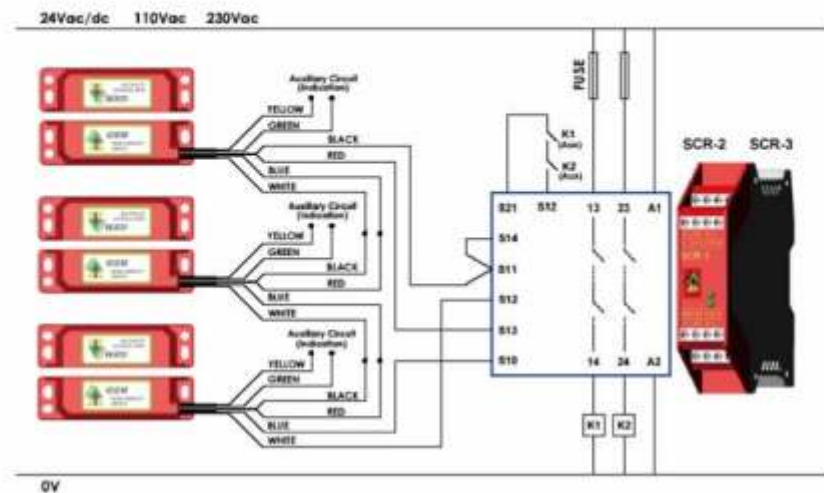 24Vac/dc 110Vac 230Vac
Auxiliary Circuit
(Indication)
YELLOW
GREEN
BLACK
RED
BLUE
WHITE
Auxiliary Circuit
(Indication)
YELLOW
GREEN
BLACK
RED
BLUE
WHITE
Auxiliary Circuit
(Indication)
YELLOW
GREEN
BLACK
RED
BLUE
WHITE
FUSE
K1
(Aux)
K2
(Aux)
SCR-2 SCR-3
S21 S12 13 23 A1
S14
S11
S12
S13
S10
14 24 A2
K1 K2
0V